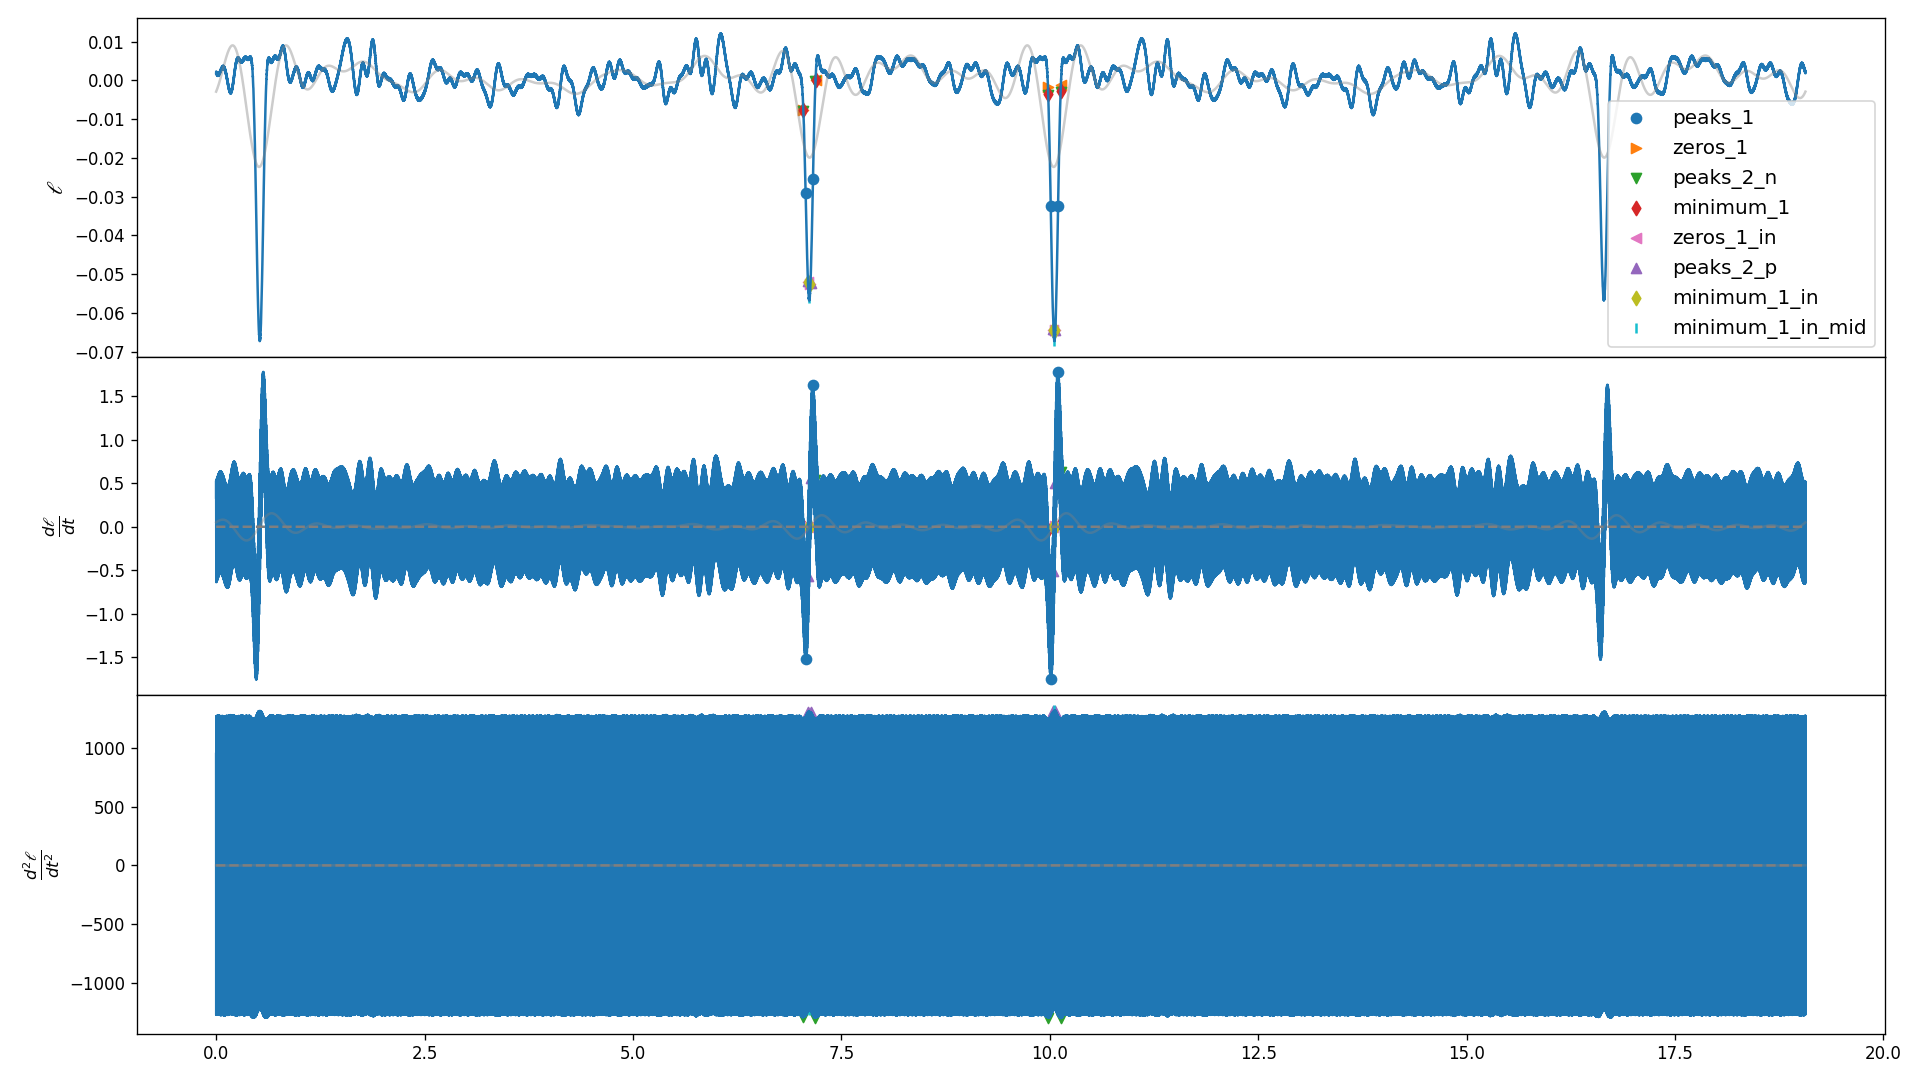 0.01
0.00
−0.01
−0.02
−0.03
−0.04
−0.05
−0.06
−0.07
ℓ
peaks_1
zeros_1
peaks_2_n
minimum_1
zeros_1_in
peaks_2_p
minimum_1_in
minimum_1_in_mid
1.5
1.0
0.5
0.0
−0.5
−1.0
−1.5
dℓ
dt
1000
500
0
−500
−1000
d²ℓ
dt²
0.0 2.5 5.0 7.5 10.0 12.5 15.0 17.5 20.0